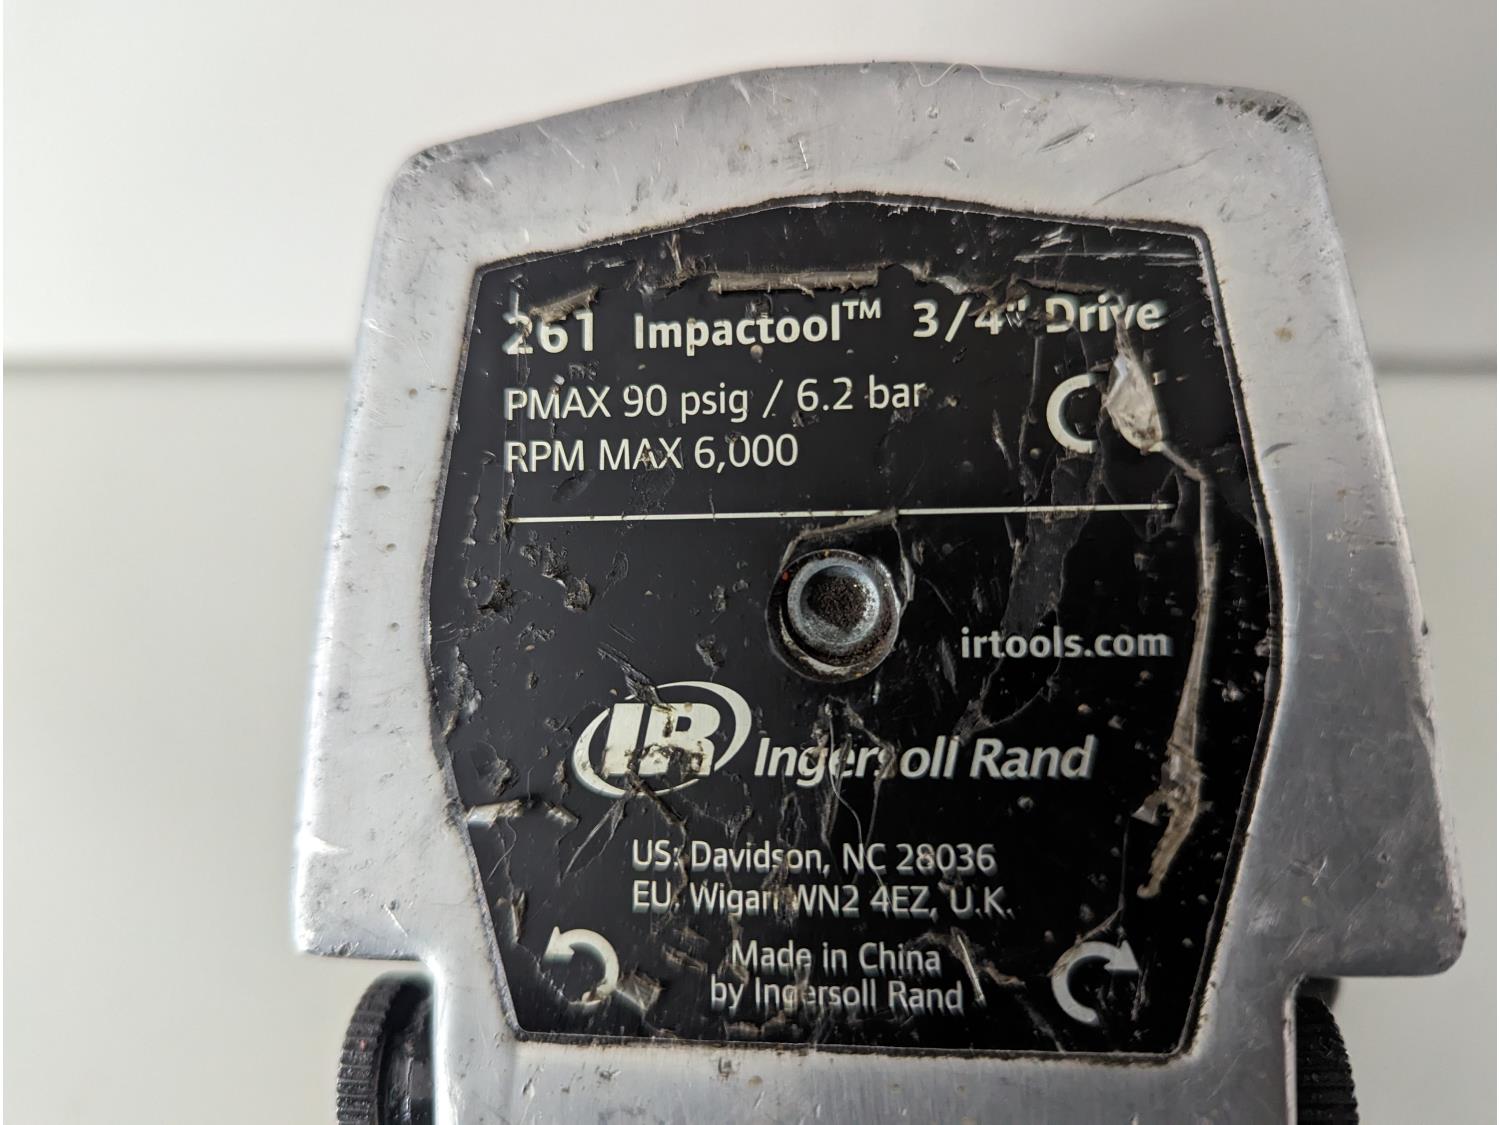 261 Impactool™ 3/4" Drive
PMAX 90 psig / 6.2 bar
RPM MAX 6,000
irtools.com
IR Ingersoll Rand
US: Davidson, NC 28036
EU: Wigan WN2 4EZ, U.K.
Made in China
by Ingersoll Rand